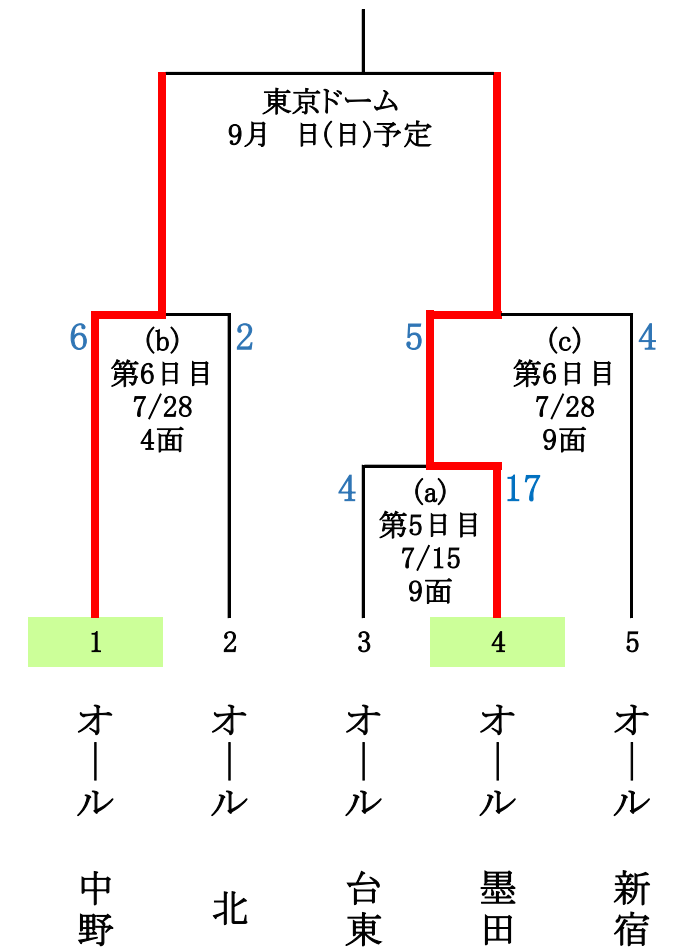 東京ドーム
9月　日(日)予定
6
(b)
2
5
(c)
4
第6日目
7/28
4面
第6日目
7/28
9面
4
(a)
17
第5日目
7/15
9面
1
2
3
4
5
オール 中野
オール 北
オール 台東
オール 墨田
オール 新宿